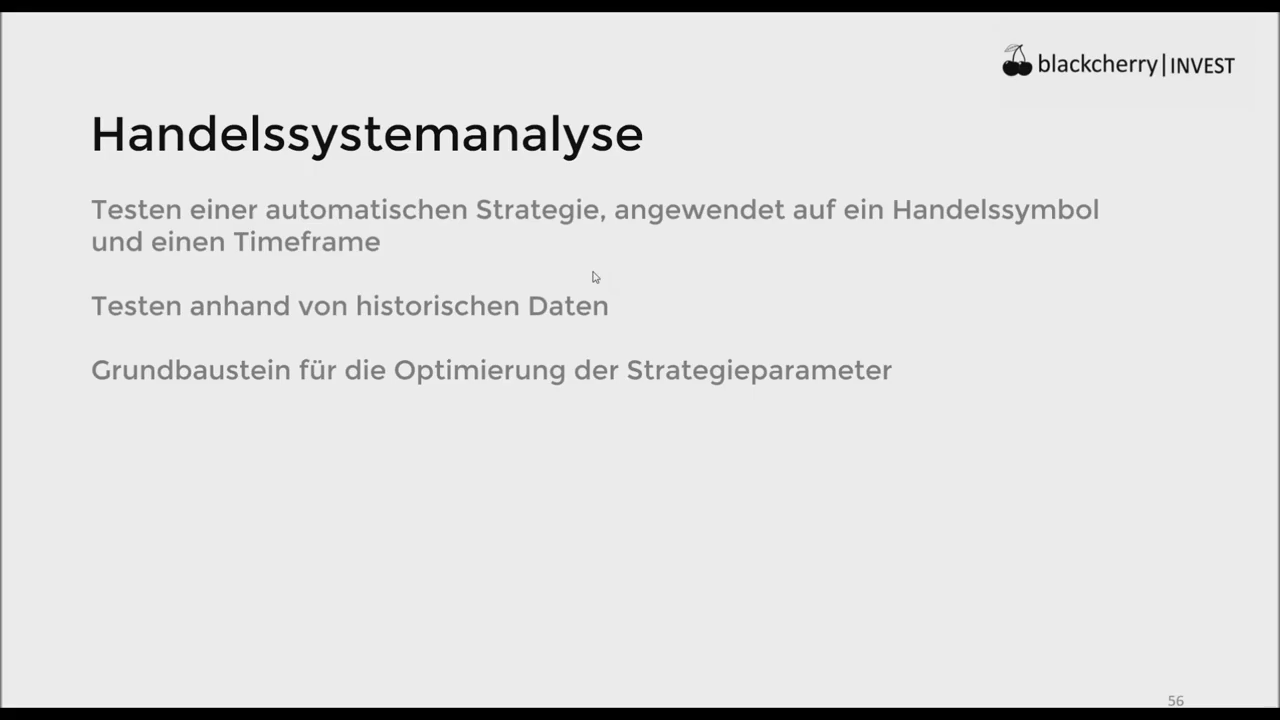 blackcherry|INVEST
Handelssystemanalyse
Testen einer automatischen Strategie, angewendet auf ein Handelssymbol
und einen Timeframe
Testen anhand von historischen Daten
Grundbaustein für die Optimierung der Strategieparameter
56